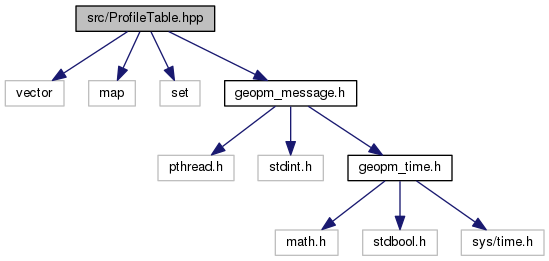 src/ProfileTable.hpp
vector
map
set
geopm_message.h
pthread.h
stdint.h
geopm_time.h
math.h
stdbool.h
sys/time.h